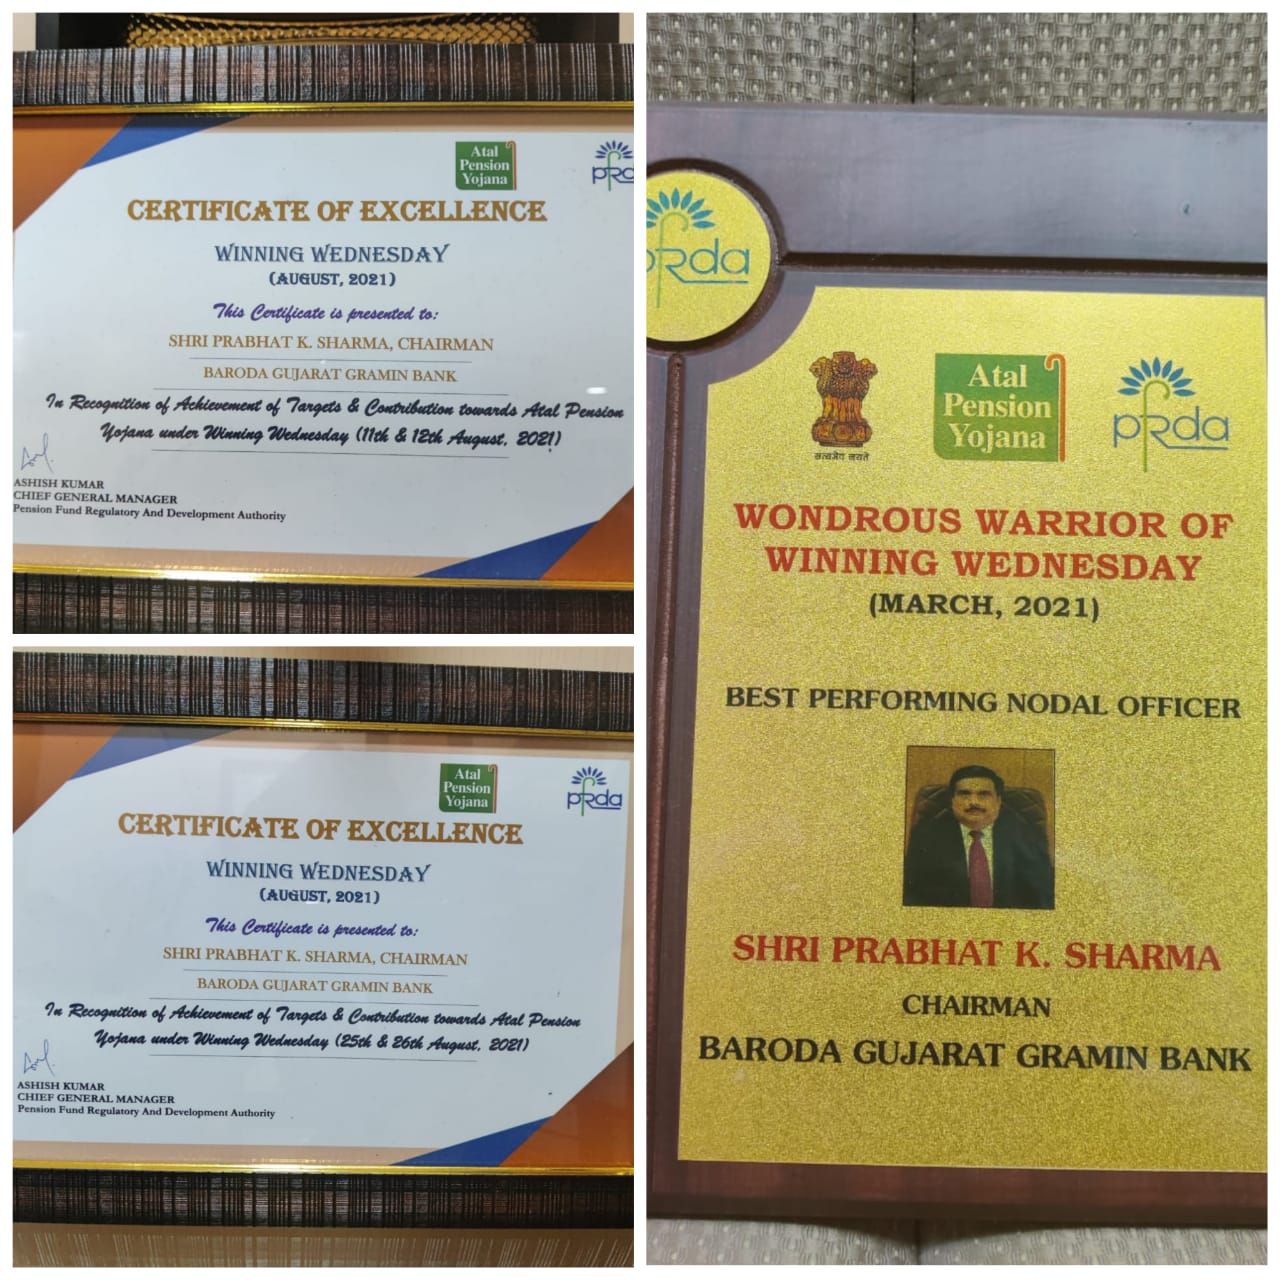 Atal
Pension
Yojana
CERTIFICATE OF EXCELLENCE
WINNING WEDNESDAY
(AUGUST, 2021)
This Certificate is presented to:
SHRI PRABHAT K. SHARMA, CHAIRMAN
BARODA GUJARAT GRAMIN BANK
In Recognition of Achievement of Targets & Contribution towards Atal Pension
Yojana under Winning Wednesday (11th & 12th August, 2021)
ASHISH KUMAR
CHIEF GENERAL MANAGER
Pension Fund Regulatory And Development Authority
Atal
Pension
Yojana
pfrda
CERTIFICATE OF EXCELLENCE
WINNING WEDNESDAY
(AUGUST, 2021)
This Certificate is presented to:
SHRI PRABHAT K. SHARMA, CHAIRMAN
BARODA GUJARAT GRAMIN BANK
In Recognition of Achievement of Targets & Contribution towards Atal Pension
Yojana under Winning Wednesday (25th & 26th August, 2021)
ASHISH KUMAR
CHIEF GENERAL MANAGER
Pension Fund Regulatory And Development Authority
pfrda
सत्यमेव जयते
Atal
Pension
Yojana
pfrda
WONDROUS WARRIOR OF
WINNING WEDNESDAY
(MARCH, 2021)
BEST PERFORMING NODAL OFFICER
SHRI PRABHAT K. SHARMA
CHAIRMAN
BARODA GUJARAT GRAMIN BANK